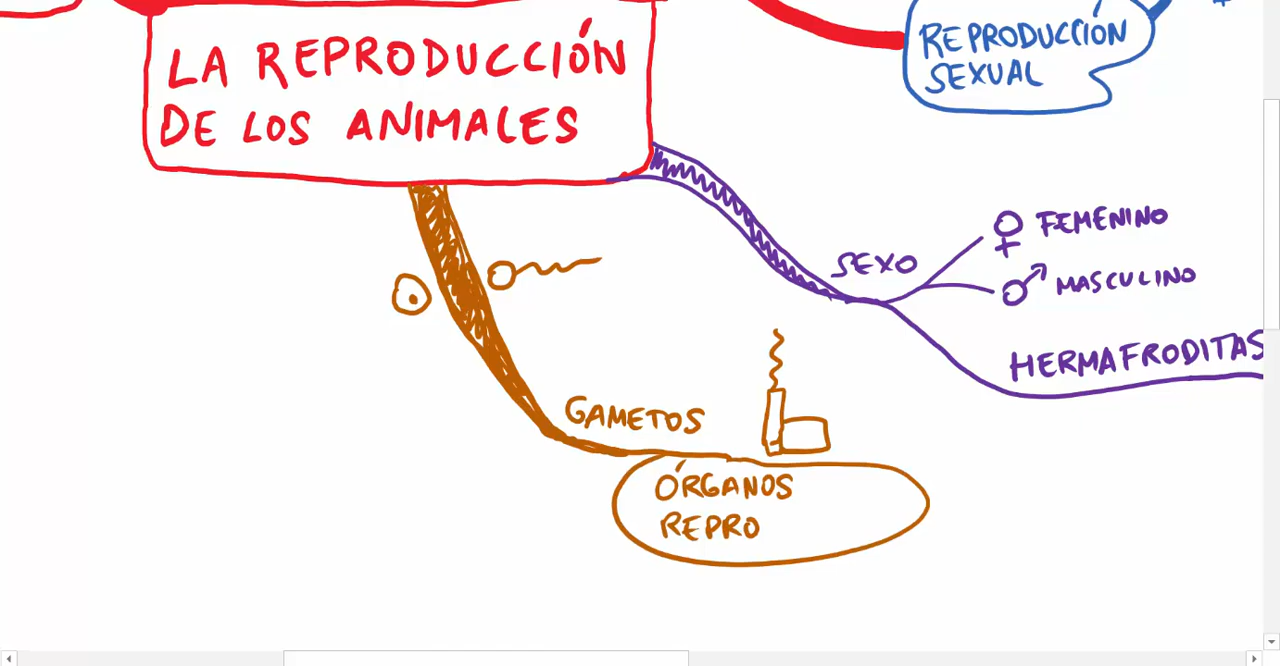 LA REPRODUCCIÓN
DE LOS ANIMALES
REPRODUCCIÓN
SEXUAL
SEXO
FEMENINO
MASCULINO
HERMAFRODITAS
GAMETOS
ÓRGANOS
REPRO